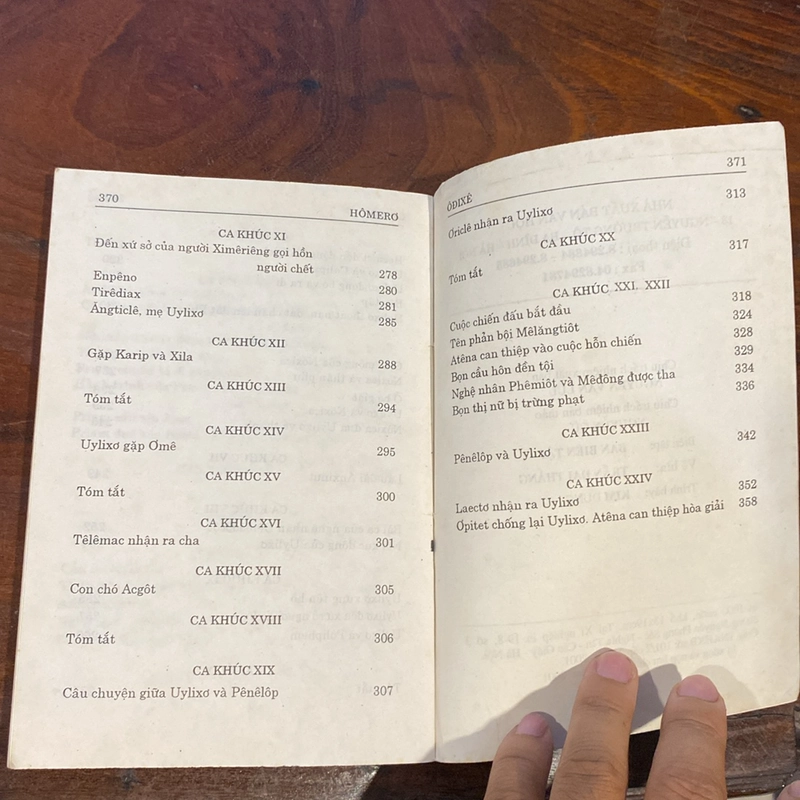 370
HÔMERƠ
CA KHÚC XI
Đến xứ sở của người Ximêriêng gọi hồn
người chết 278
Enpêno 280
Tirêdiax 281
Ăngticlê, mẹ Uylixơ 285
CA KHÚC XII
Gặp Karip và Xila 288
CA KHÚC XIII
Tóm tắt 294
CA KHÚC XIV
Uylixơ gặp Ơmê 295
CA KHÚC XV
Tóm tắt 300
CA KHÚC XVI
Têlêmac nhận ra cha 301
CA KHÚC XVII
Con chó Acgôt 305
CA KHÚC XVIII
Tóm tắt 306
CA KHÚC XIX
Câu chuyện giữa Uylixơ và Pênêlôp 307
371
ÔĐIXÊ
Ơriclê nhận ra Uylixơ 313
CA KHÚC XX
Tóm tắt 317
CA KHÚC XXI. XXII
Cuộc chiến đấu bắt đầu 318
Tên phản bội Mêlăngtiôt 324
Atêna can thiệp vào cuộc hỗn chiến 328
Bọn cầu hôn đền tội 329
Nghệ nhân Phêmiôt và Mêđông được tha 334
Bọn thị nữ bị trừng phạt 336
CA KHÚC XXIII
Pênêlôp và Uylixơ 342
CA KHÚC XXIV
Laectơ nhận ra Uylixơ 352
Ơpitet chống lại Uylixơ. Atêna can thiệp hòa giải 358